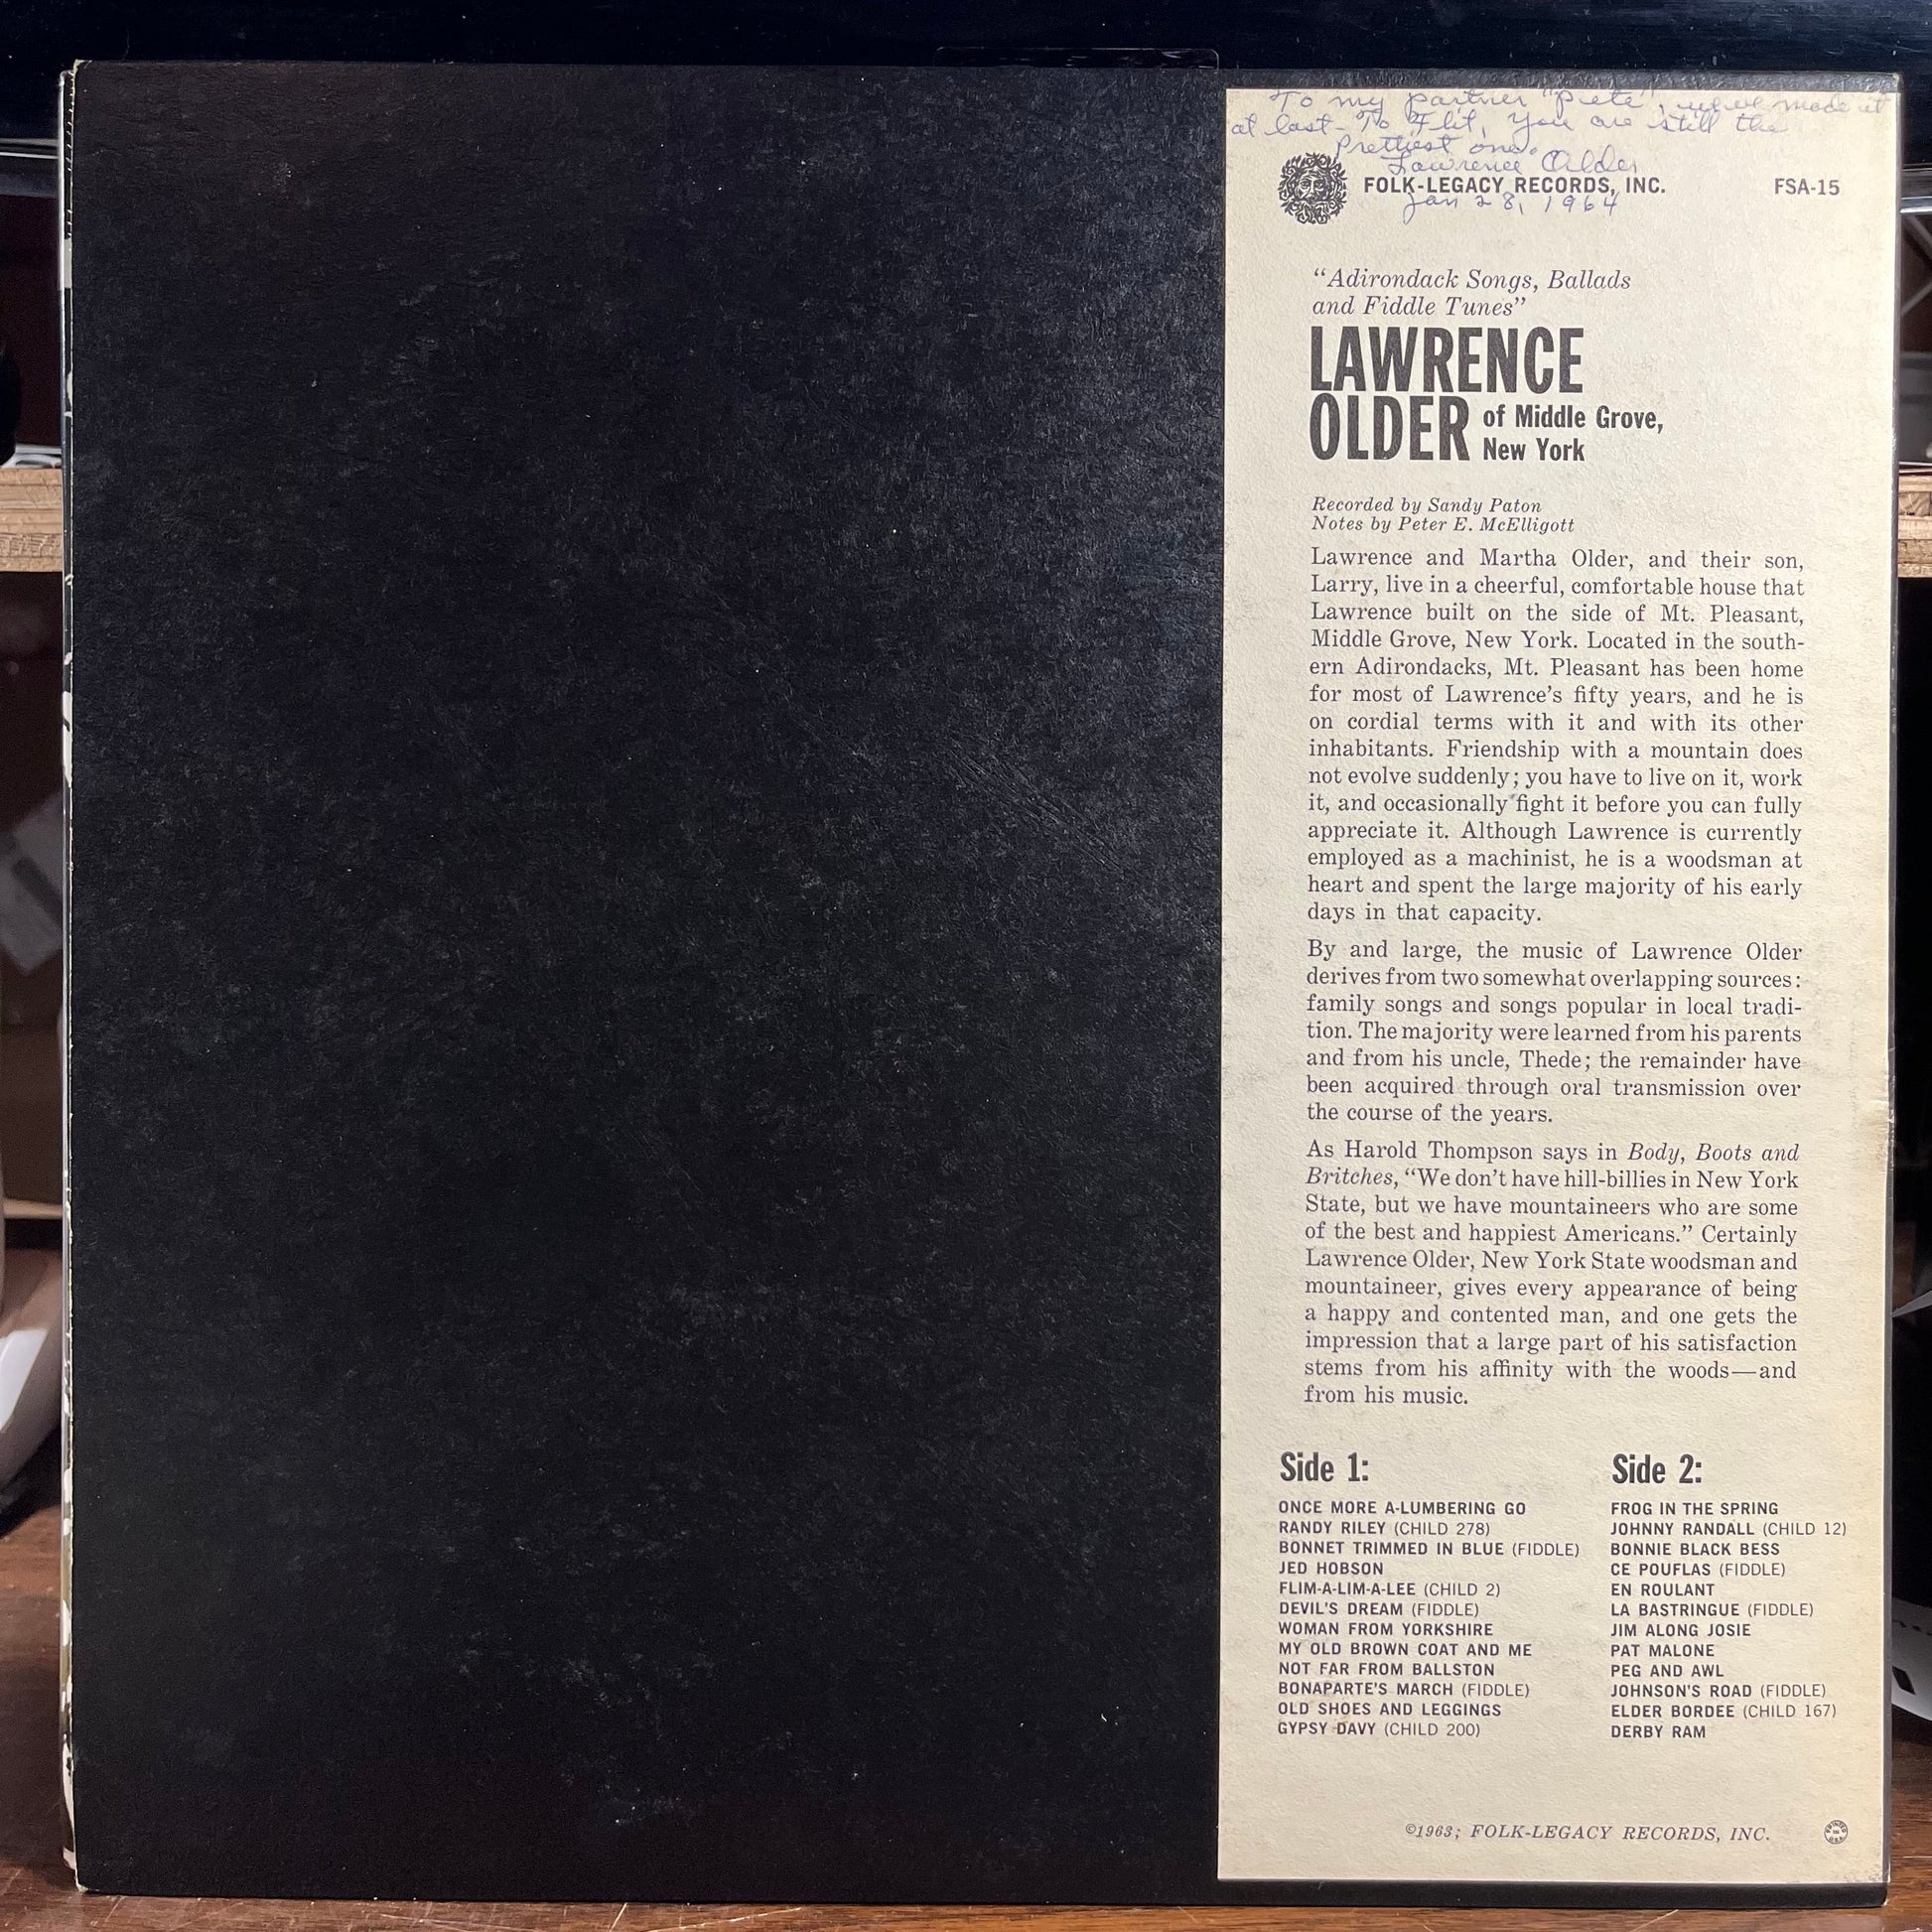 To my partner "Pete", we've made it
at last - To Flit, You are still the
prettiest one.
Lawrence Older
Jan 28, 1964
FOLK-LEGACY RECORDS, INC.
FSA-15
“Adirondack Songs, Ballads
and Fiddle Tunes”
LAWRENCE
OLDER of Middle Grove,
New York
Recorded by Sandy Paton
Notes by Peter E. McElligott
Lawrence and Martha Older, and their son,
Larry, live in a cheerful, comfortable house that
Lawrence built on the side of Mt. Pleasant,
Middle Grove, New York. Located in the south-
ern Adirondacks, Mt. Pleasant has been home
for most of Lawrence’s fifty years, and he is
on cordial terms with it and with its other
inhabitants. Friendship with a mountain does
not evolve suddenly; you have to live on it, work
it, and occasionally fight it before you can fully
appreciate it. Although Lawrence is currently
employed as a machinist, he is a woodsman at
heart and spent the large majority of his early
days in that capacity.
By and large, the music of Lawrence Older
derives from two somewhat overlapping sources:
family songs and songs popular in local tradi-
tion. The majority were learned from his parents
and from his uncle, Thede; the remainder have
been acquired through oral transmission over
the course of the years.
As Harold Thompson says in Body, Boots and
Britches, “We don’t have hill-billies in New York
State, but we have mountaineers who are some
of the best and happiest Americans.” Certainly
Lawrence Older, New York State woodsman and
mountaineer, gives every appearance of being
a happy and contented man, and one gets the
impression that a large part of his satisfaction
stems from his affinity with the woods—and
from his music.
Side 1:
ONCE MORE A-LUMBERING GO
RANDY RILEY (CHILD 278)
BONNET TRIMMED IN BLUE (FIDDLE)
JED HOBSON
FLIM-A-LIM-A-LEE (CHILD 2)
DEVIL'S DREAM (FIDDLE)
WOMAN FROM YORKSHIRE
MY OLD BROWN COAT AND ME
NOT FAR FROM BALLSTON
BONAPARTE'S MARCH (FIDDLE)
OLD SHOES AND LEGGINGS
GYPSY DAVY (CHILD 200)
Side 2:
FROG IN THE SPRING
JOHNNY RANDALL (CHILD 12)
BONNIE BLACK BESS
CE POUFLAS (FIDDLE)
EN ROULANT
LA BASTRINGUE (FIDDLE)
JIM ALONG JOSIE
PAT MALONE
PEG AND AWL
JOHNSON'S ROAD (FIDDLE)
ELDER BORDEE (CHILD 167)
DERBY RAM
©1963; FOLK-LEGACY RECORDS, INC.